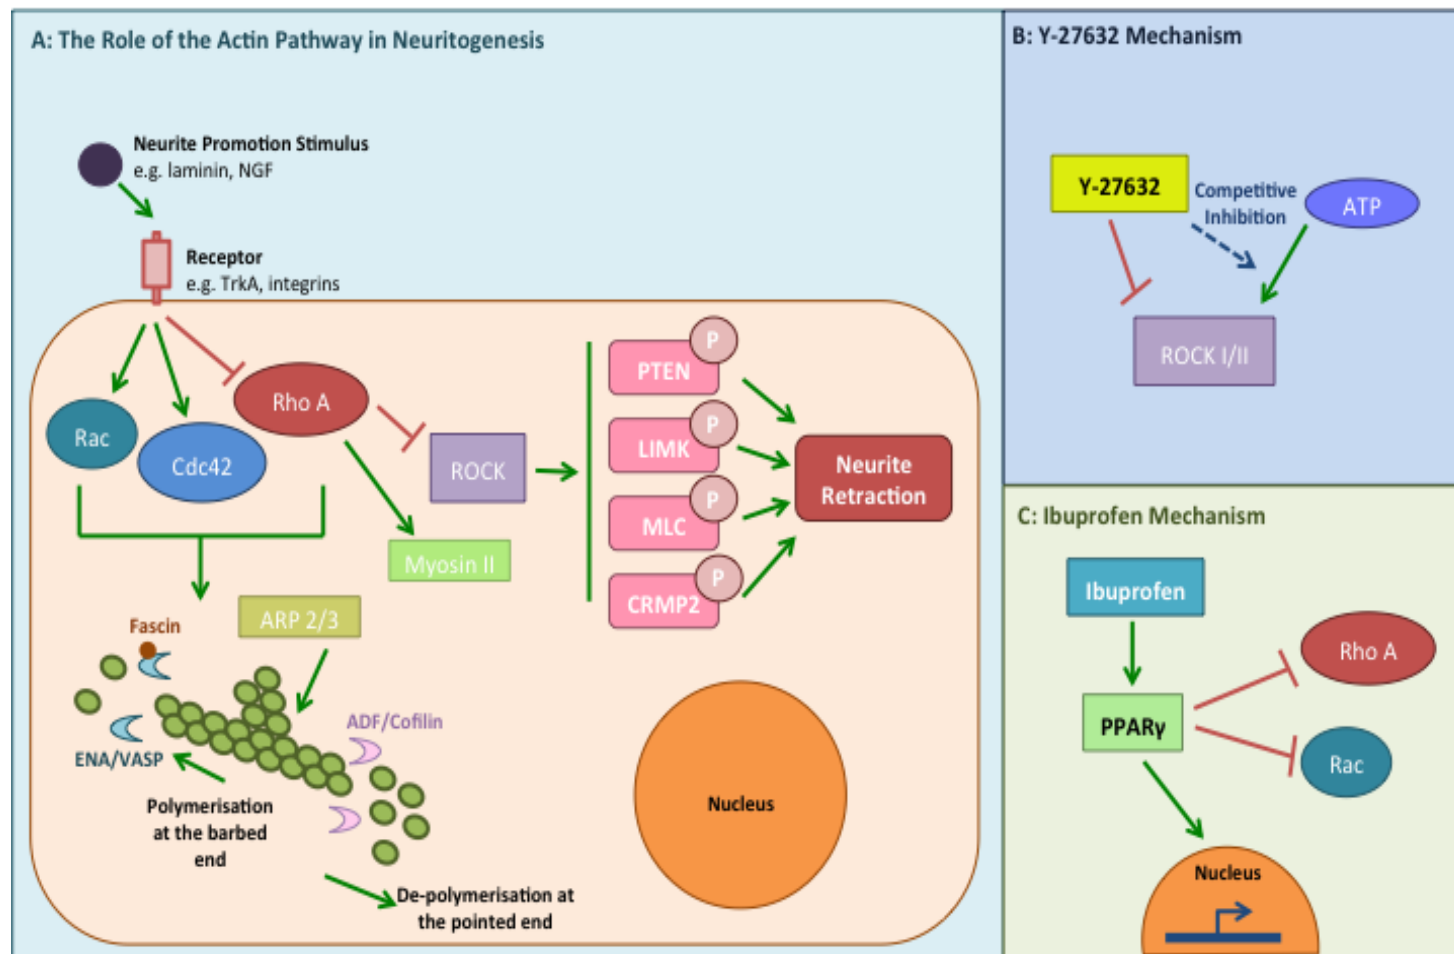 A: The Role of the Actin Pathway in Neuritogenesis
Neurite Promotion Stimulus
e.g. laminin, NGF
Receptor
e.g. TrkA, integrins
Rac
Cdc42
Rho A
ROCK
Myosin II
P
PTEN
P
LIMK
P
MLC
P
CRMP2
Neurite
Retraction
ARP 2/3
Fascin
ENA/VASP
ADF/Cofilin
Polymerisation
at the barbed
end
De-polymerisation at
the pointed end
Nucleus
B: Y-27632 Mechanism
Y-27632
Competitive
Inhibition
ATP
ROCK I/II
C: Ibuprofen Mechanism
Ibuprofen
PPARγ
Rho A
Rac
Nucleus